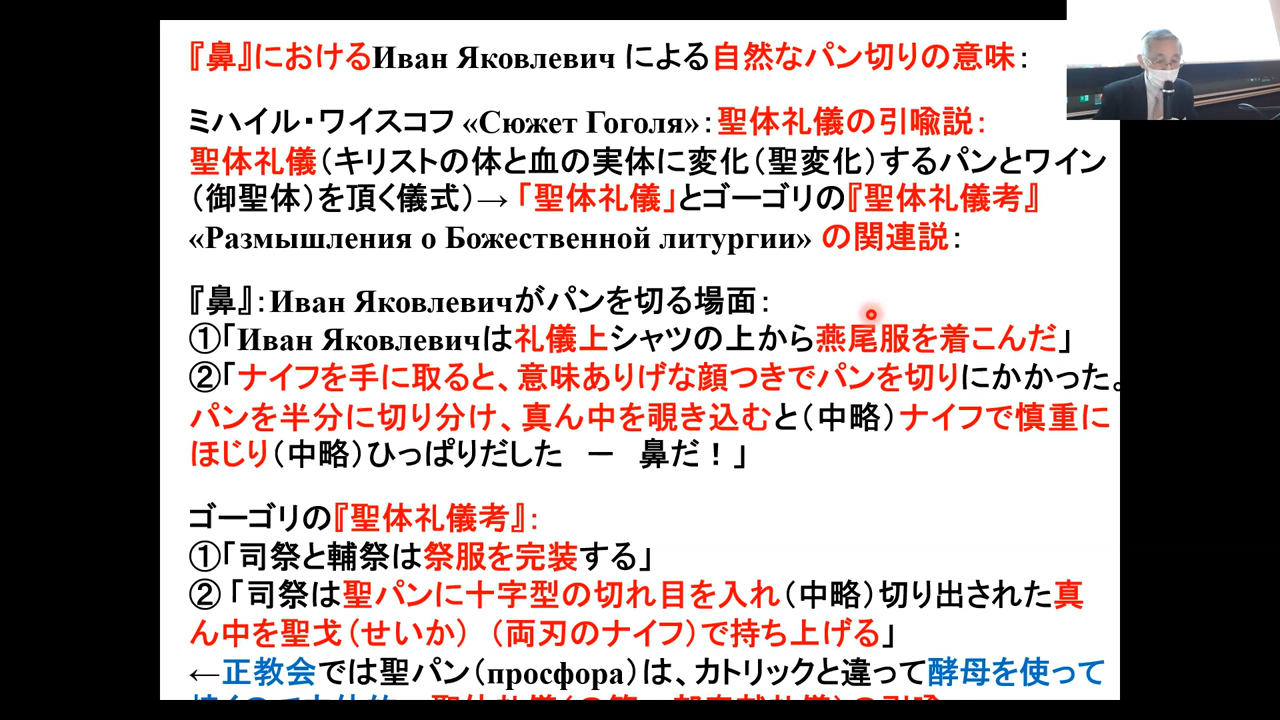 『鼻』におけるИван Яковлевич による自然なパン切りの意味：
ミハイル・ワイスコフ «Сюжет Гоголя»：聖体礼儀の引喩説：
聖体礼儀（キリストの体と血の実体に変化（聖変化）するパンとワイン
（御聖体）を頂く儀式）→「聖体礼儀」とゴーゴリの『聖体礼儀考』
«Размышления о Божественной литургии» の関連説：
『鼻』：Иван Яковлевичがパンを切る場面：
①「Иван Яковлевичは礼儀上シャツの上から燕尾服を着こんだ」
②「ナイフを手に取ると、意味ありげな顔つきでパンを切りにかかった。
パンを半分に切り分け、真ん中を覗き込むと（中略）ナイフで慎重に
ほじり（中略）ひっぱりだした　ー　鼻だ！」
ゴーゴリの『聖体礼儀考』：
①「司祭と輔祭は祭服を完装する」
②「司祭は聖パンに十字型の切れ目を入れ（中略）切り出された真
ん中を聖戈（せいか）（両刃のナイフ）で持ち上げる」
←正教会では聖パン（просфора）は、カトリックと違って酵母を使って